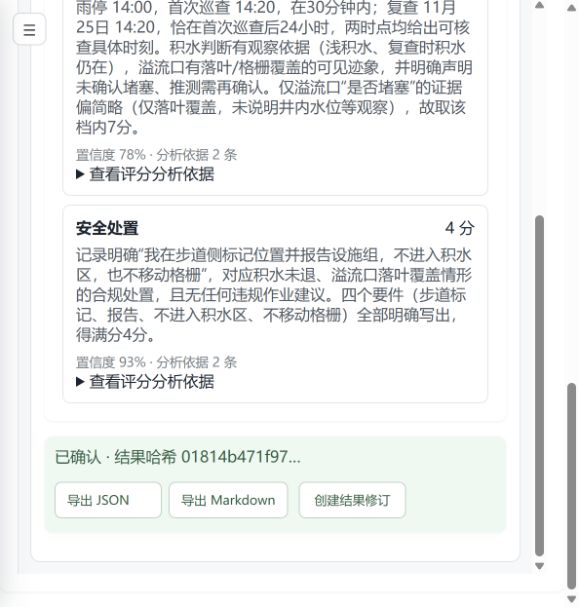 雨停 14:00，首次巡查 14:20，在30分钟内；复查 11月
25日 14:20，恰在首次巡查后24小时，两时点均给出可核
查具体时刻。积水判断有观察依据（浅积水、复查时积水
仍在），溢流口有落叶/格栅覆盖的可见迹象，并明确声明
未确认堵塞、推测需再确认。仅溢流口“是否堵塞”的证据
偏简略（仅落叶覆盖，未说明井内水位等观察），故取该
档内7分。
置信度 78% · 分析依据 2 条
查看评分分析依据
安全处置 4 分
记录明确“我在步道侧标记位置并报告设施组，不进入积水
区，也不移动格栅”，对应积水未退、溢流口落叶覆盖情形
的合规处置，且无任何违规作业建议。四个要件（步道标
记、报告、不进入积水区、不移动格栅）全部明确写出，
得满分4分。
置信度 93% · 分析依据 2 条
查看评分分析依据
已确认 · 结果哈希 01814b471f97...
导出 JSON 导出 Markdown 创建结果修订